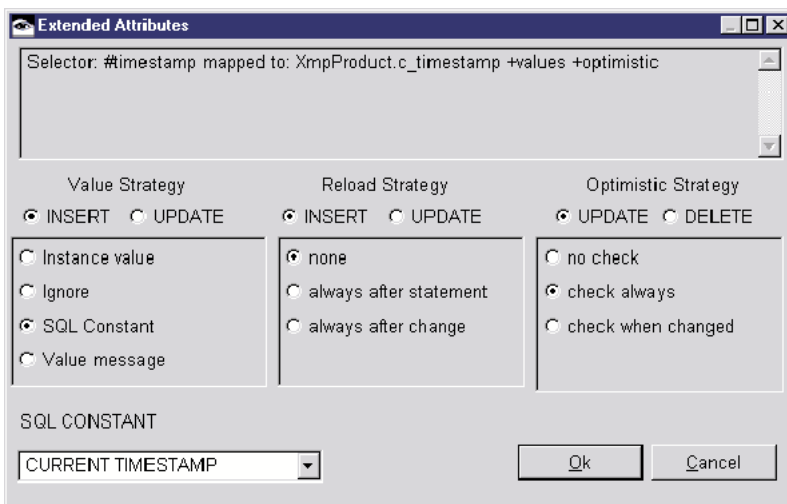 Extended Attributes
Selector: #timestamp mapped to: XmpProduct.c_timestamp +values +optimistic
Value Strategy
INSERT UPDATE
Reload Strategy
INSERT UPDATE
Optimistic Strategy
UPDATE DELETE
Instance value
Ignore
SQL Constant
Value message
none
always after statement
always after change
no check
check always
check when changed
SQL CONSTANT
CURRENT TIMESTAMP
Ok
Cancel